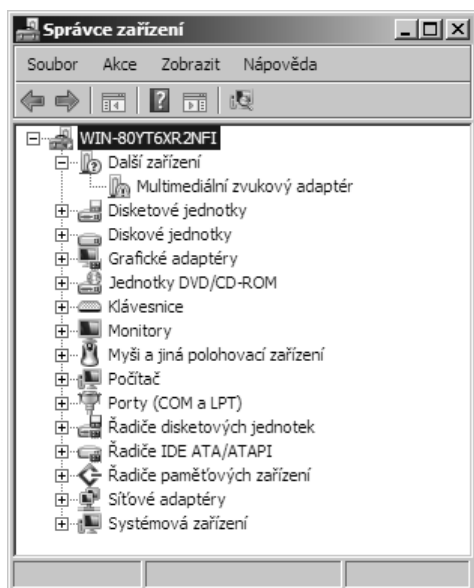 Správce zařízení
Soubor Akce Zobrazit Nápověda
WIN-80YT6XR2NFI
Další zařízení
Multimediální zvukový adaptér
Disketové jednotky
Diskové jednotky
Grafické adaptéry
Jednotky DVD/CD-ROM
Klávesnice
Monitory
Myši a jiná polohovací zařízení
Počítač
Porty (COM a LPT)
Řadiče disketových jednotek
Řadiče IDE ATA/ATAPI
Řadiče paměťových zařízení
Síťové adaptéry
Systémová zařízení